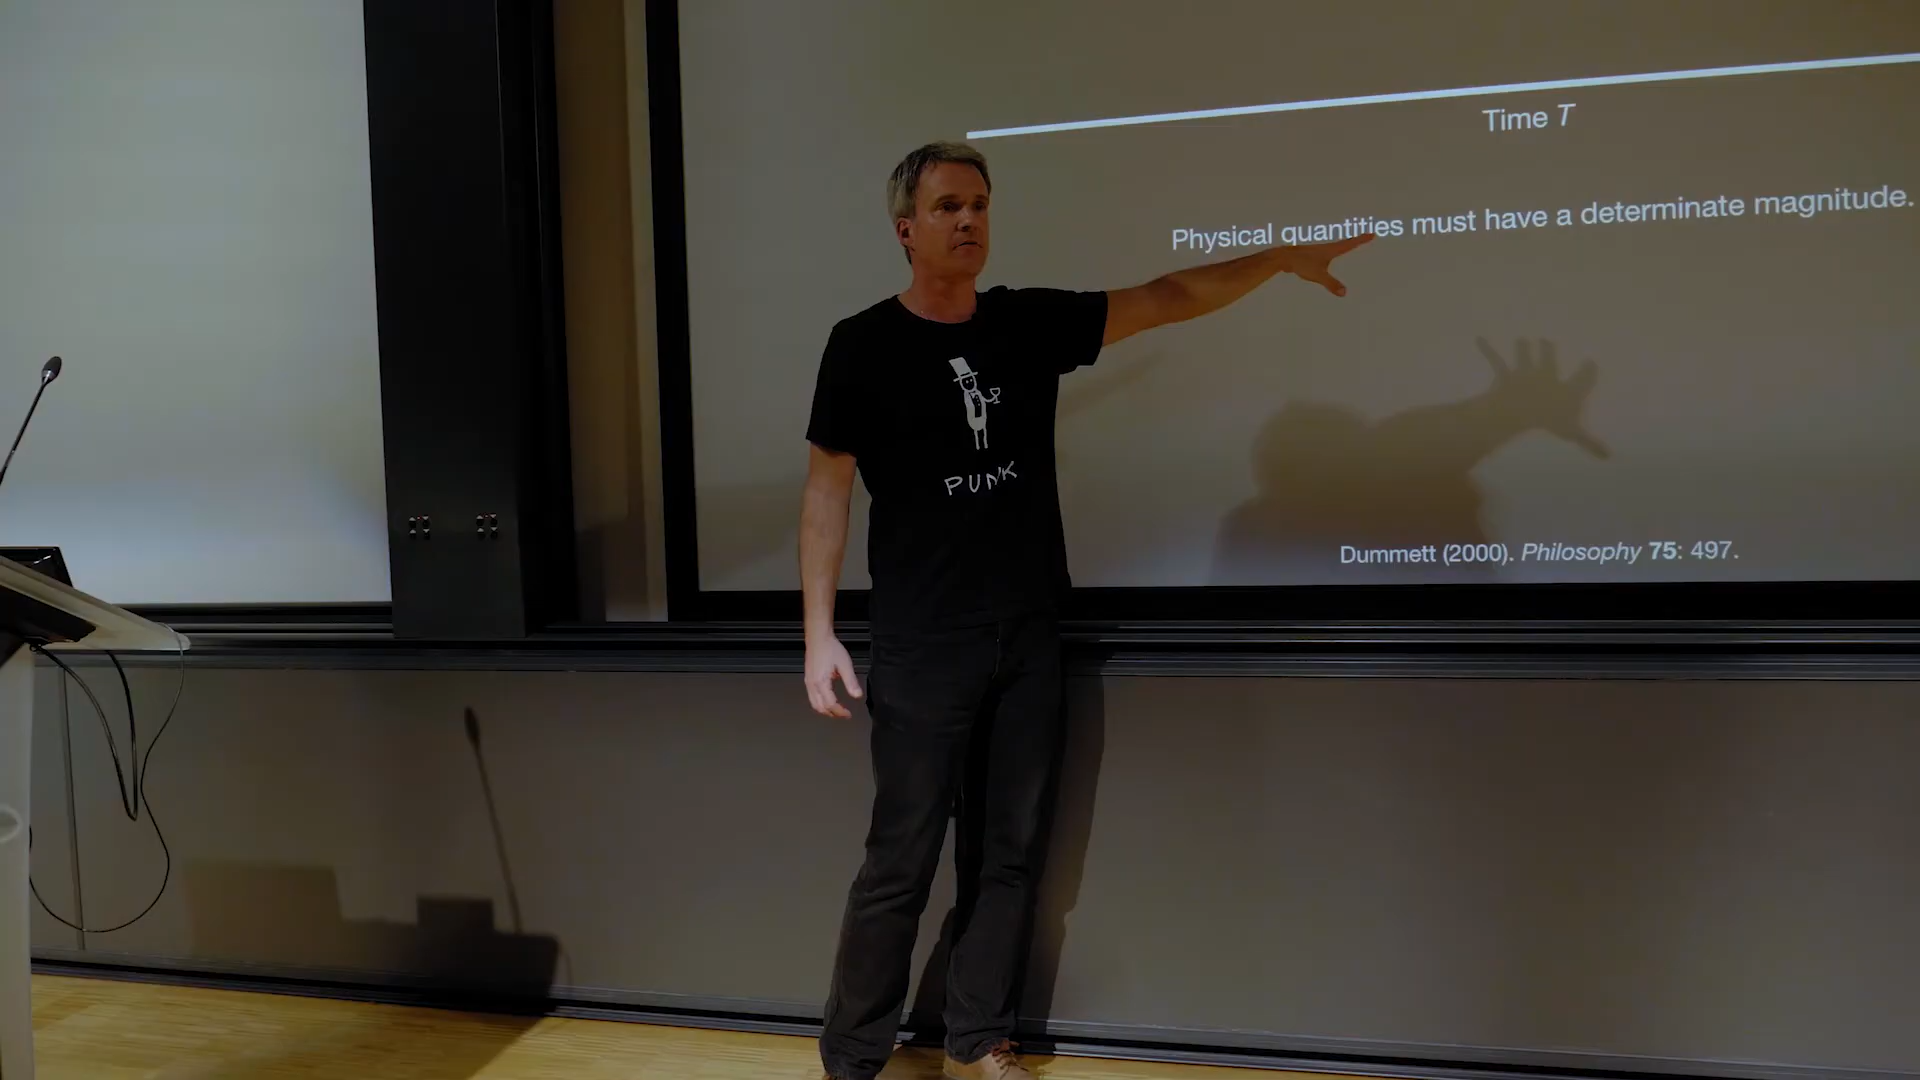 Time T
Physical quantities must have a determinate magnitude.
PUNK
Dummett (2000). Philosophy 75: 497.